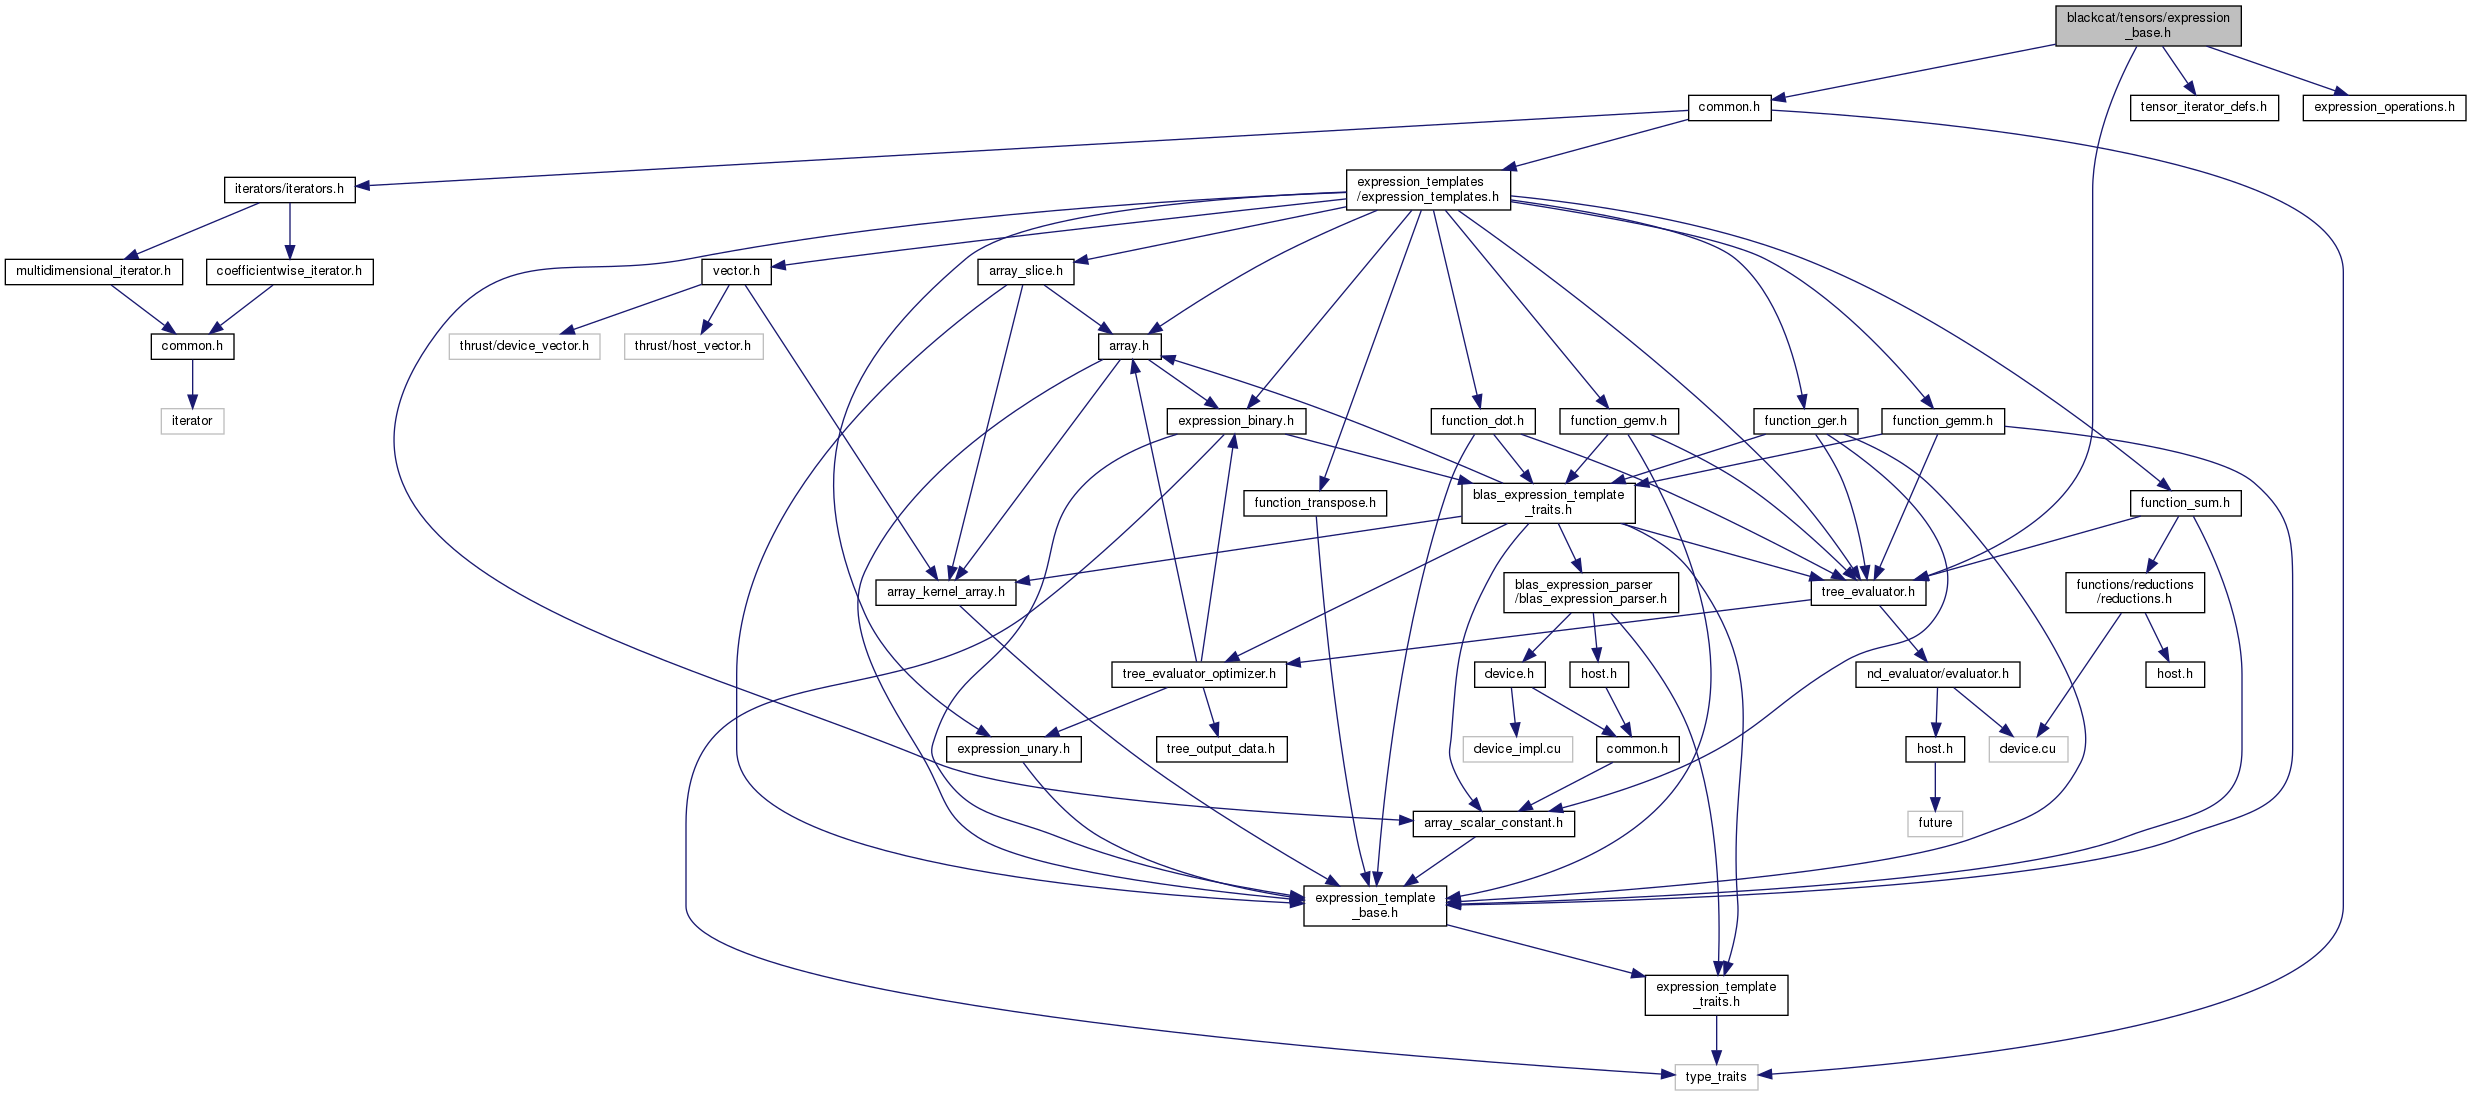 blackcat/tensors/expression
_base.h
common.h
tensor_iterator_defs.h
expression_operations.h
iterators/iterators.h
expression_templates
/expression_templates.h
multidimensional_iterator.h
coefficientwise_iterator.h
vector.h
array_slice.h
common.h
thrust/device_vector.h
thrust/host_vector.h
array.h
iterator
expression_binary.h
function_dot.h
function_gemv.h
function_ger.h
function_gemm.h
function_transpose.h
blas_expression_template
_traits.h
function_sum.h
array_kernel_array.h
blas_expression_parser
/blas_expression_parser.h
tree_evaluator.h
functions/reductions
/reductions.h
tree_evaluator_optimizer.h
device.h
host.h
nd_evaluator/evaluator.h
host.h
expression_unary.h
tree_output_data.h
device_impl.cu
common.h
host.h
device.cu
array_scalar_constant.h
future
expression_template
_base.h
expression_template
_traits.h
type_traits